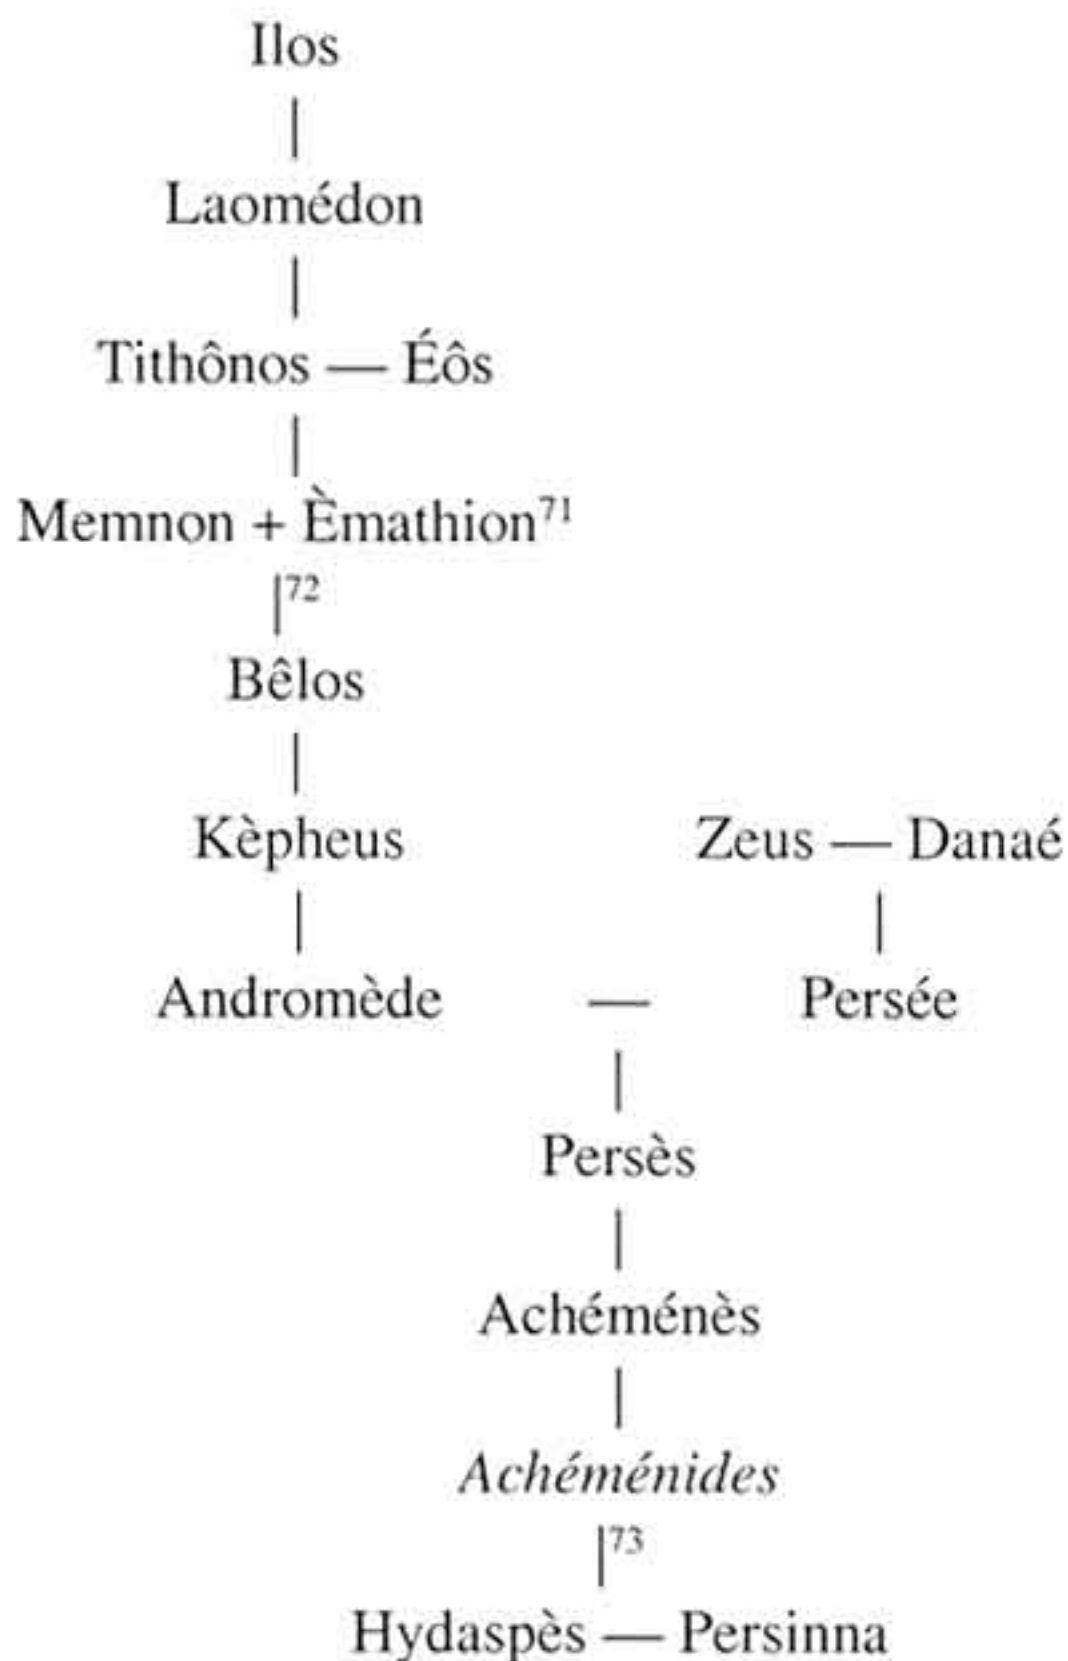 Ilos
|
Laomédon
|
Tithônos — Éôs
|
Memnon + Èmathion⁷¹
|⁷²
Bêlos
|
Kèpheus Zeus — Danaé
| |
Andromède — Persée
|
Persès
|
Achéménès
|
Achéménides
|⁷³
Hydaspès — Persinna